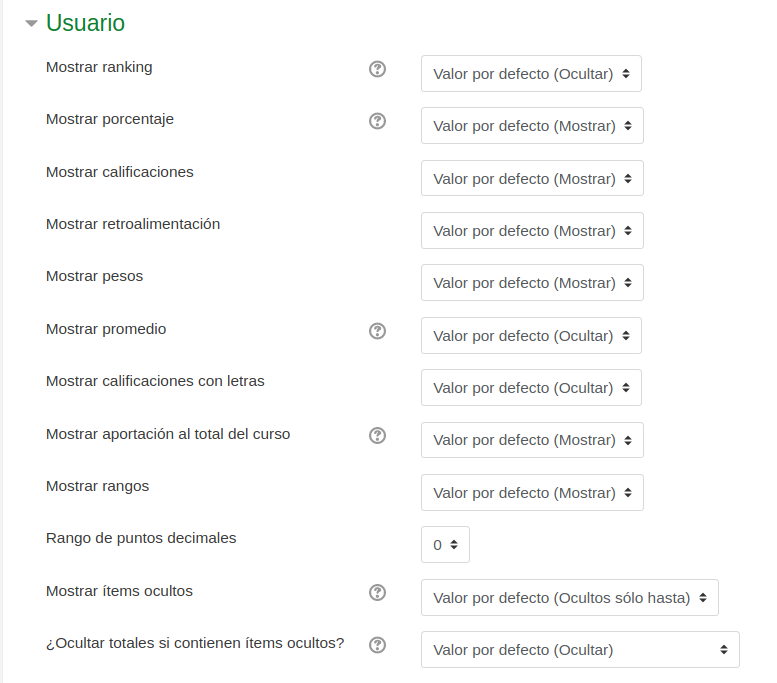 Usuario
Mostrar ranking
Valor por defecto (Ocultar)
Mostrar porcentaje
Valor por defecto (Mostrar)
Mostrar calificaciones
Valor por defecto (Mostrar)
Mostrar retroalimentación
Valor por defecto (Mostrar)
Mostrar pesos
Valor por defecto (Mostrar)
Mostrar promedio
Valor por defecto (Ocultar)
Mostrar calificaciones con letras
Valor por defecto (Ocultar)
Mostrar aportación al total del curso
Valor por defecto (Mostrar)
Mostrar rangos
Valor por defecto (Mostrar)
Rango de puntos decimales
0
Mostrar ítems ocultos
Valor por defecto (Ocultos sólo hasta)
¿Ocultar totales si contienen ítems ocultos?
Valor por defecto (Ocultar)